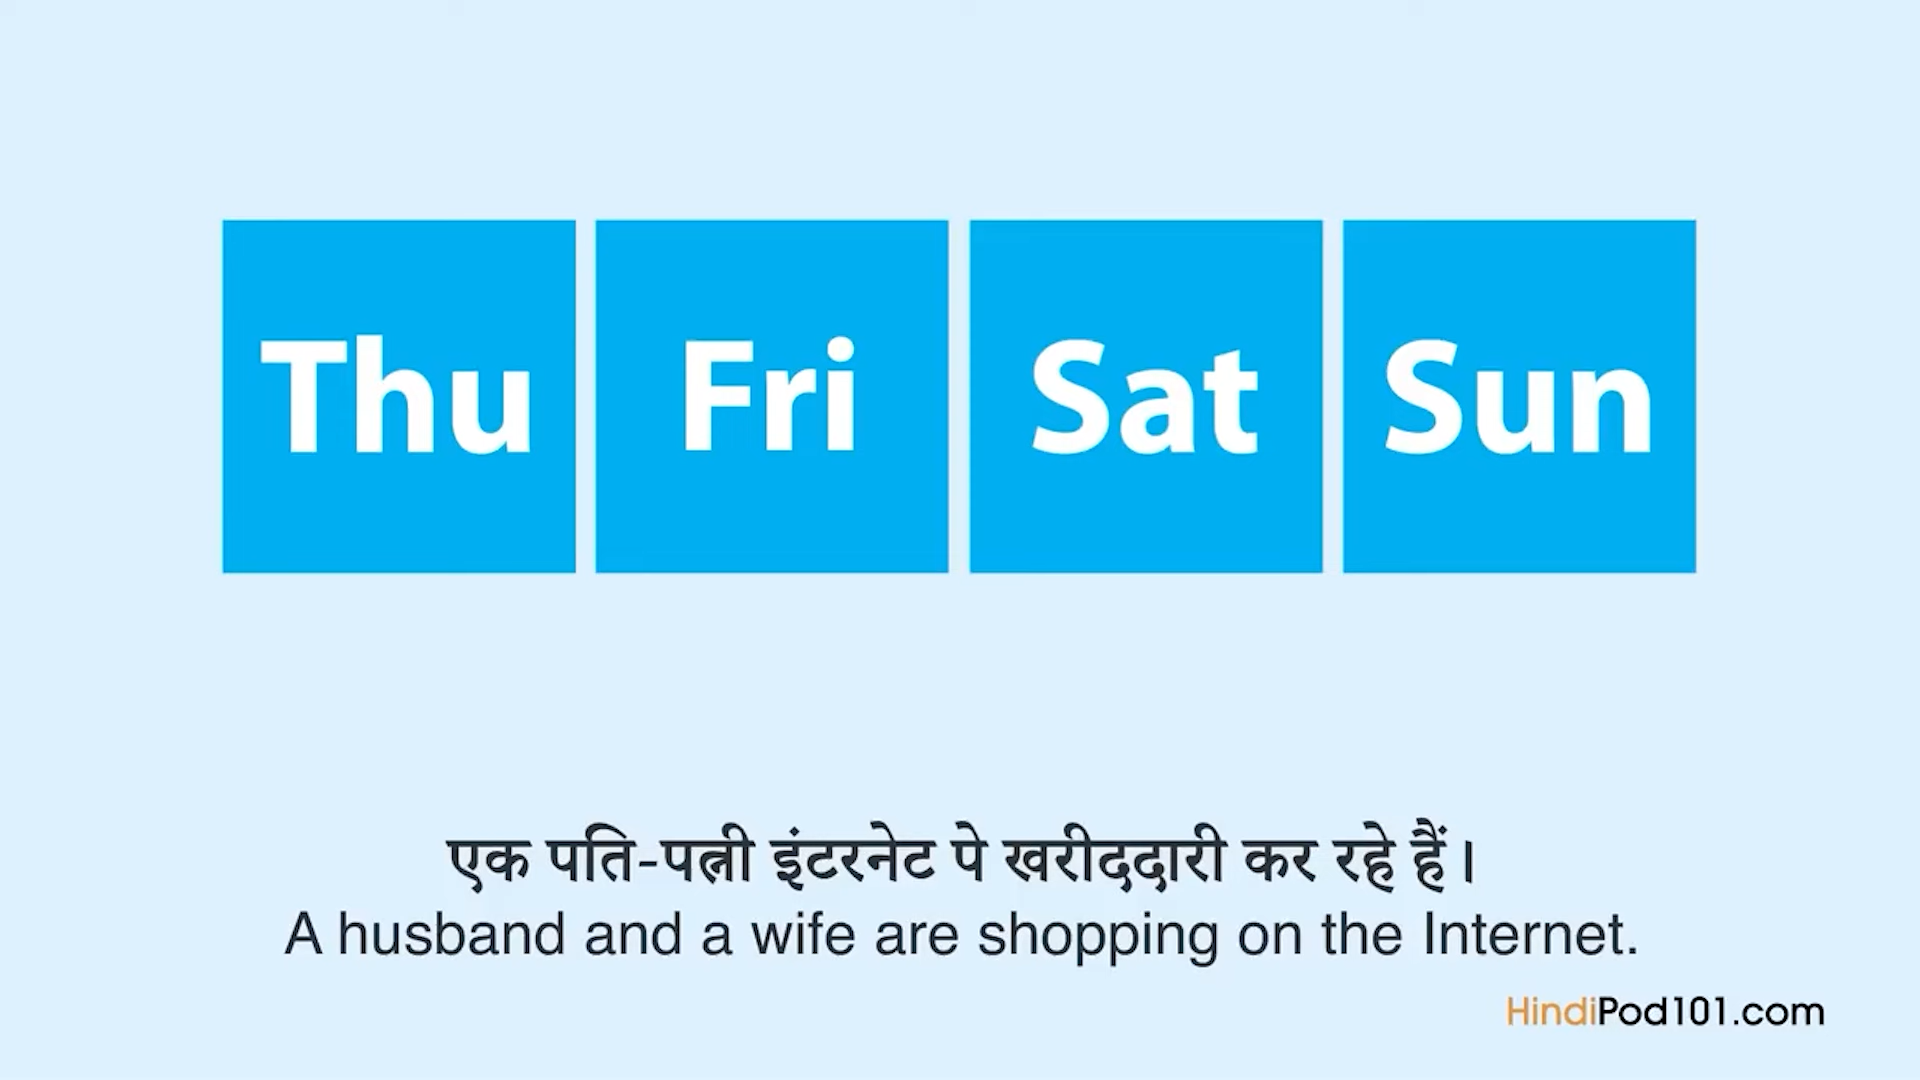 Thu Fri Sat Sun
एक पति-पत्नी इंटरनेट पे खरीददारी कर रहे हैं।
A husband and a wife are shopping on the Internet.
HindiPod101.com